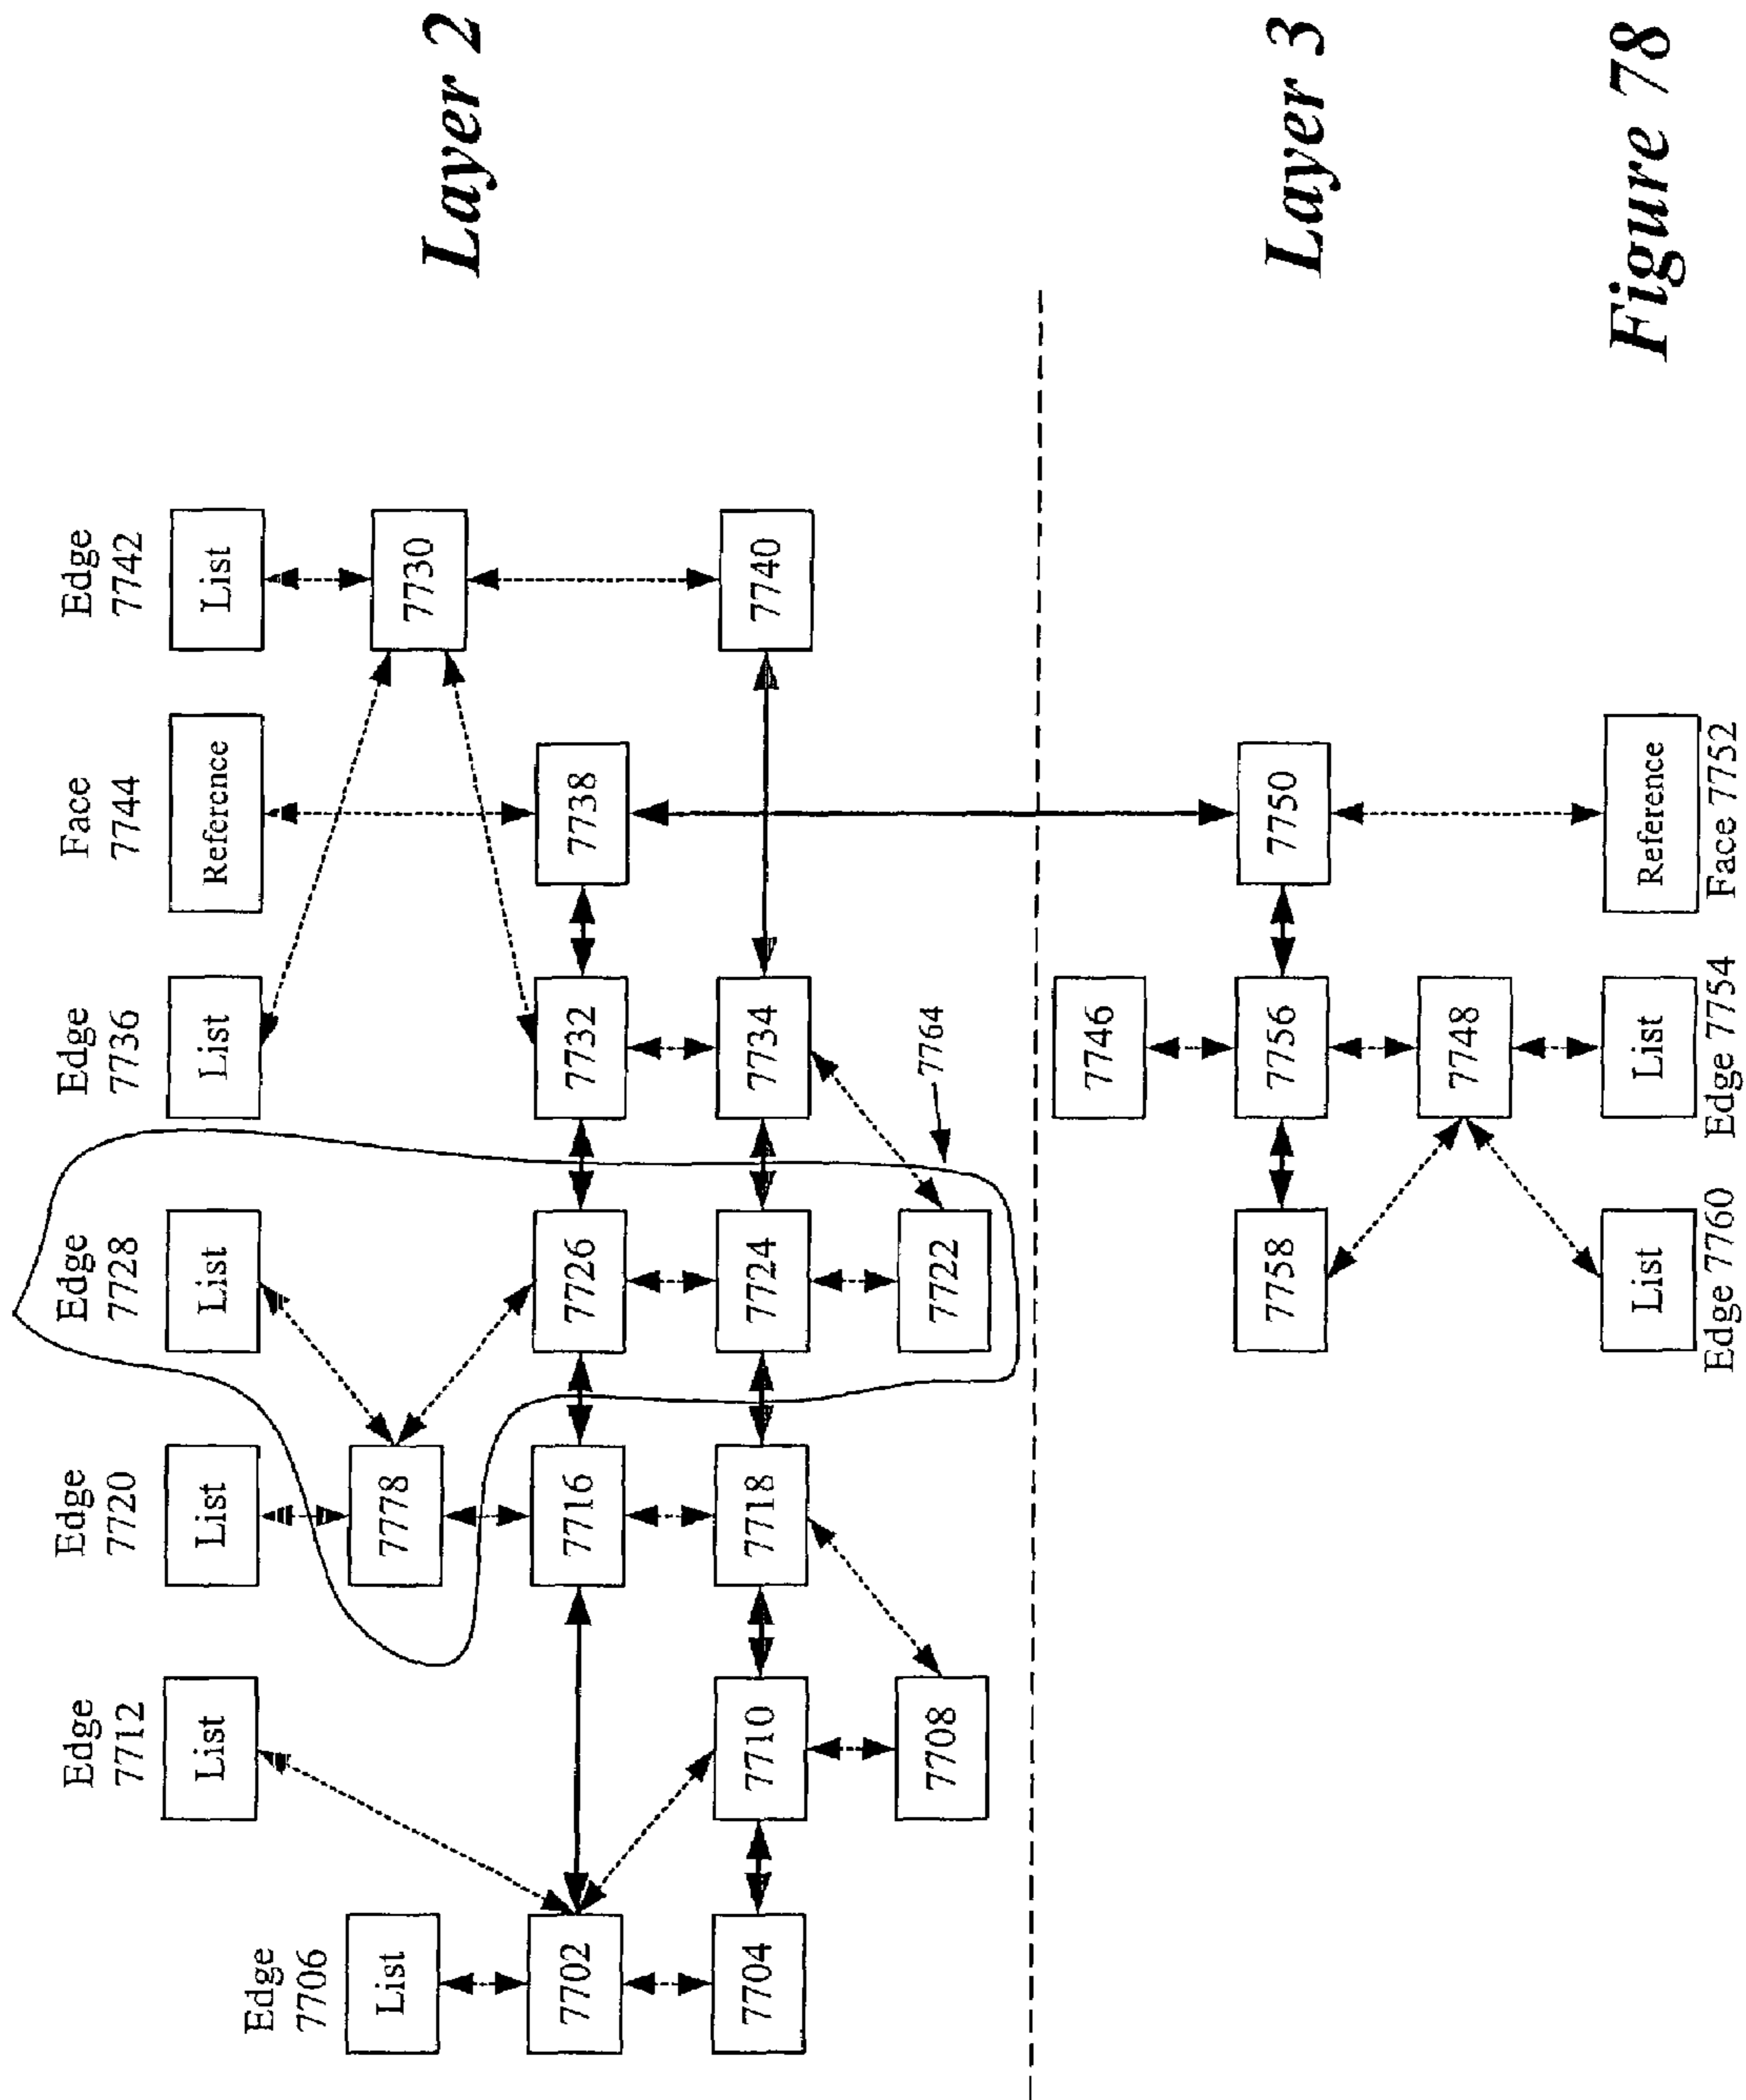 Edge 7712
Edge 7720
Edge 7728
Edge 7736
Face 7744
Edge 7742
List
List
List
List
Reference
List
Edge 7706
List
7778
7730
Layer 2
7702
7716
7726
7732
7738
7704
7710
7718
7724
7734
7740
7708
7722
7764
7746
7758
7756
7750
Layer 3
7748
List
List
Reference
Edge 7760
Edge 7754
Face 7752
Figure 78